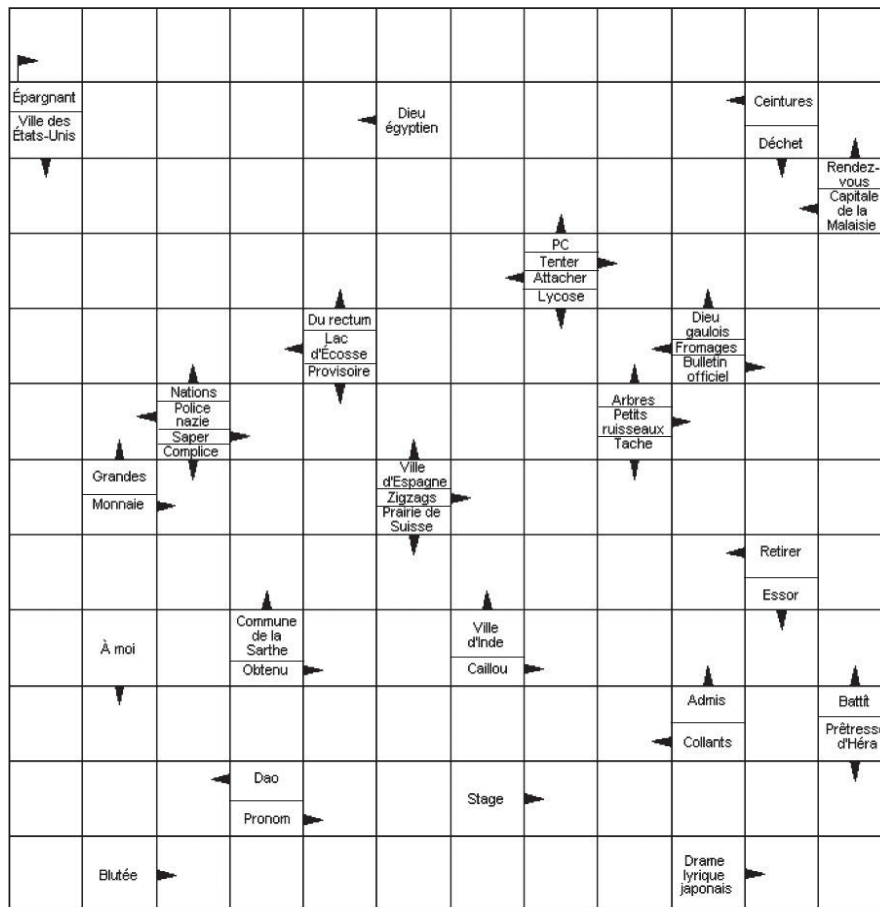 Épargnant
Ville des
États-Unis
Dieu
égyptien
Ceintures
Déchet
Rendez-
vous
Capitale
de la
Malaisie
PC
Tenter
Attacher
Lycose
Du rectum
Lac
d'Écosse
Provisoire
Dieu
gaulois
Fromages
Bulletin
officiel
Nations
Police
nazie
Saper
Complice
Arbres
Petits
ruisseaux
Tache
Grandes
Monnaie
Ville
d'Espagne
Zigzags
Prairie de
Suisse
Retirer
Essor
À moi
Commune
de la
Sarthe
Obtenu
Ville
d'Inde
Caillou
Admis
Collants
Battît
Prêtresse
d'Héra
Dao
Pronom
Stage
Blutée
Drame
lyrique
japonais